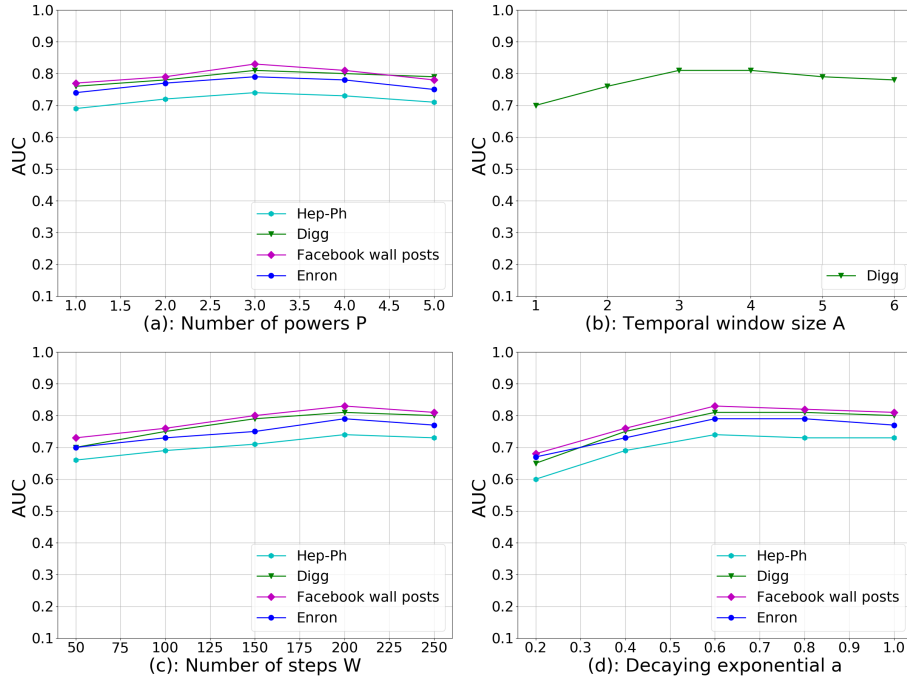 1.0
0.9
0.8
0.7
0.6
0.5
0.4
0.3
0.2
0.1
AUC
Hep-Ph
Digg
Facebook wall posts
Enron
1.0 1.5 2.0 2.5 3.0 3.5 4.0 4.5 5.0
(a): Number of powers P
1.0
0.9
0.8
0.7
0.6
0.5
0.4
0.3
0.2
0.1
AUC
Digg
1 2 3 4 5 6
(b): Temporal window size A
1.0
0.9
0.8
0.7
0.6
0.5
0.4
0.3
0.2
0.1
AUC
Hep-Ph
Digg
Facebook wall posts
Enron
50 75 100 125 150 175 200 225 250
(c): Number of steps W
1.0
0.9
0.8
0.7
0.6
0.5
0.4
0.3
0.2
0.1
AUC
Hep-Ph
Digg
Facebook wall posts
Enron
0.2 0.3 0.4 0.5 0.6 0.7 0.8 0.9 1.0
(d): Decaying exponential a